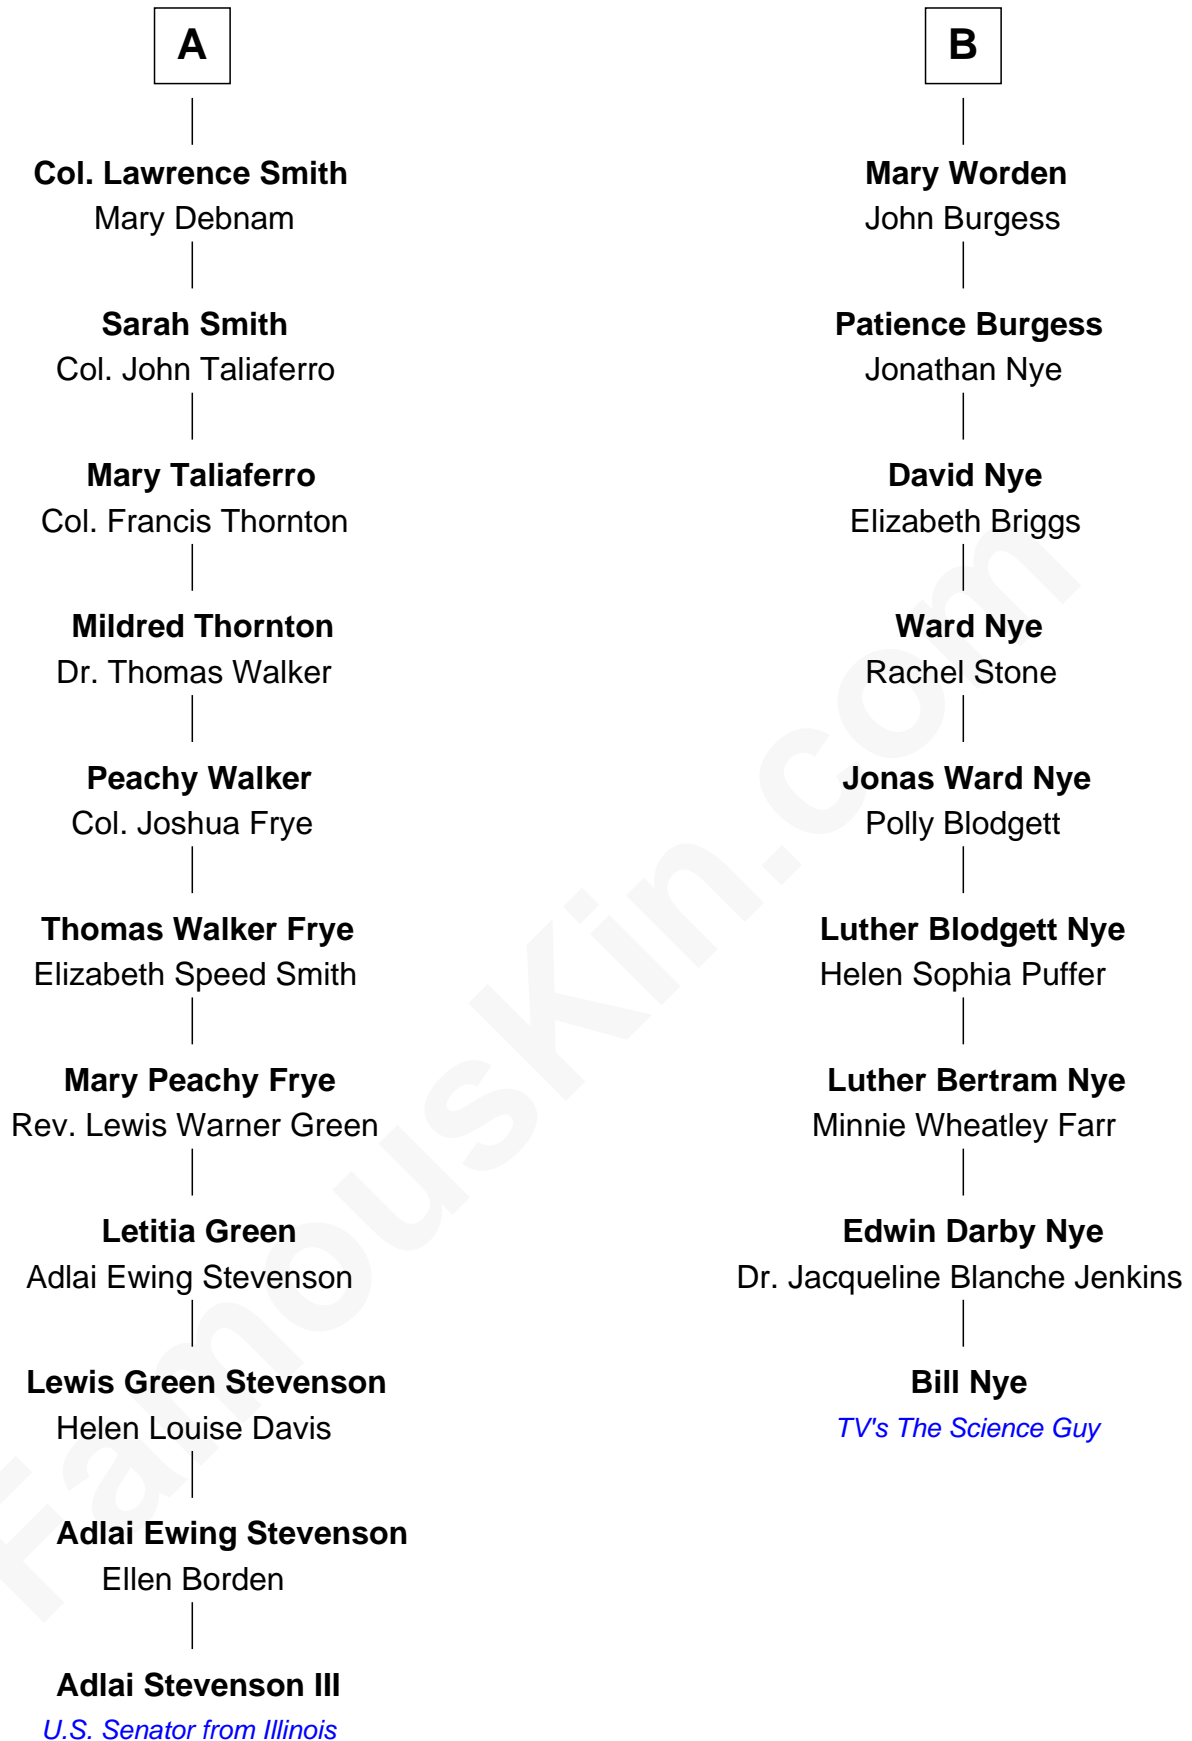 A
Col. Lawrence Smith
Mary Debnam
Sarah Smith
Col. John Taliaferro
Mary Taliaferro
Col. Francis Thornton
Mildred Thornton
Dr. Thomas Walker
Peachy Walker
Col. Joshua Frye
Thomas Walker Frye
Elizabeth Speed Smith
Mary Peachy Frye
Rev. Lewis Warner Green
Letitia Green
Adlai Ewing Stevenson
Lewis Green Stevenson
Helen Louise Davis
Adlai Ewing Stevenson
Ellen Borden
Adlai Stevenson III
U.S. Senator from Illinois
B
Mary Worden
John Burgess
Patience Burgess
Jonathan Nye
David Nye
Elizabeth Briggs
Ward Nye
Rachel Stone
Jonas Ward Nye
Polly Blodgett
Luther Blodgett Nye
Helen Sophia Puffer
Luther Bertram Nye
Minnie Wheatley Farr
Edwin Darby Nye
Dr. Jacqueline Blanche Jenkins
Bill Nye
TV's The Science Guy
FamousKin.com